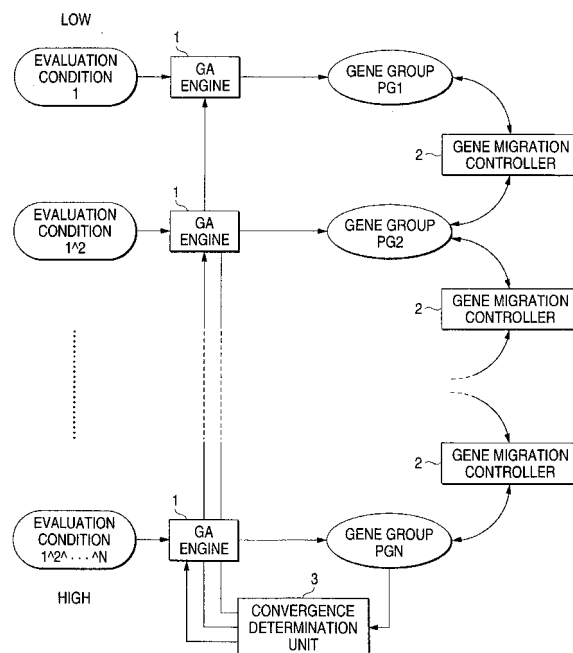 LOW
EVALUATION
CONDITION
1
1
GA
ENGINE
GENE GROUP
PG1
2
GENE MIGRATION
CONTROLLER
EVALUATION
CONDITION
1^2
1
GA
ENGINE
GENE GROUP
PG2
2
GENE MIGRATION
CONTROLLER
2
GENE MIGRATION
CONTROLLER
EVALUATION
CONDITION
1^2^ · · · ^N
1
GA
ENGINE
GENE GROUP
PGN
HIGH
3
CONVERGENCE
DETERMINATION
UNIT